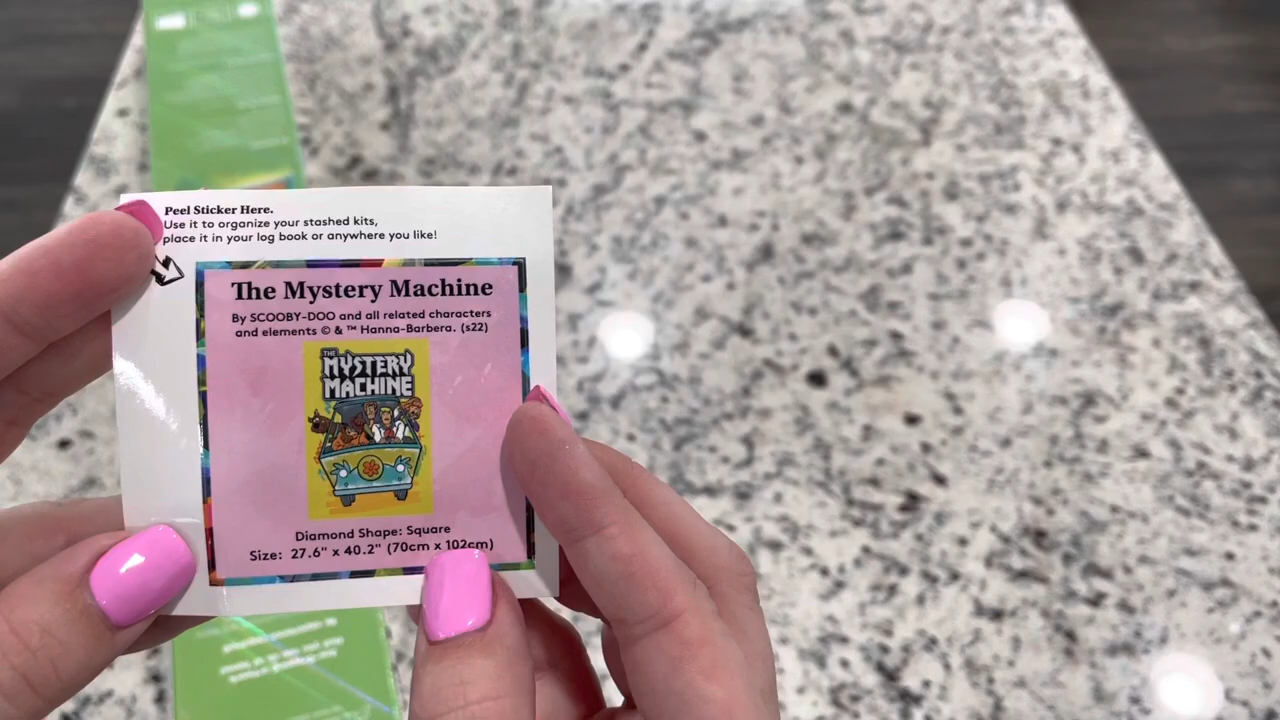 Peel Sticker Here.
Use it to organize your stashed kits,
place it in your log book or anywhere you like!
The Mystery Machine
By SCOOBY-DOO and all related characters
and elements © & ™ Hanna-Barbera. (s22)
THE
MYSTERY
MACHINE
Diamond Shape: Square
Size: 27.6" x 40.2" (70cm x 102cm)